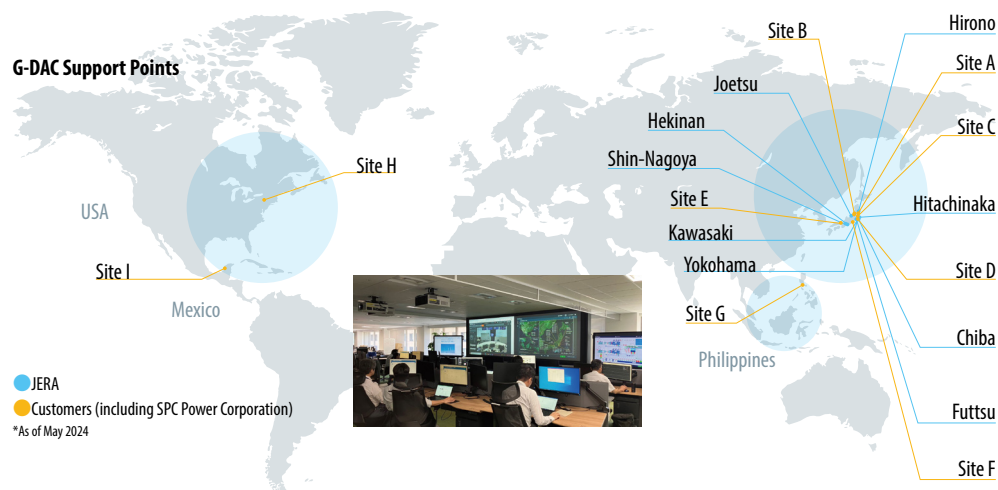 G-DAC Support Points
Site B
Hirono
Site A
Joetsu
Site C
Hekinan
Shin-Nagoya
Site H
Site E
Hitachinaka
USA
Kawasaki
Yokohama
Site I
Site D
Mexico
Site G
Chiba
Philippines
JERA
Customers (including SPC Power Corporation)
*As of May 2024
Futtsu
Site F